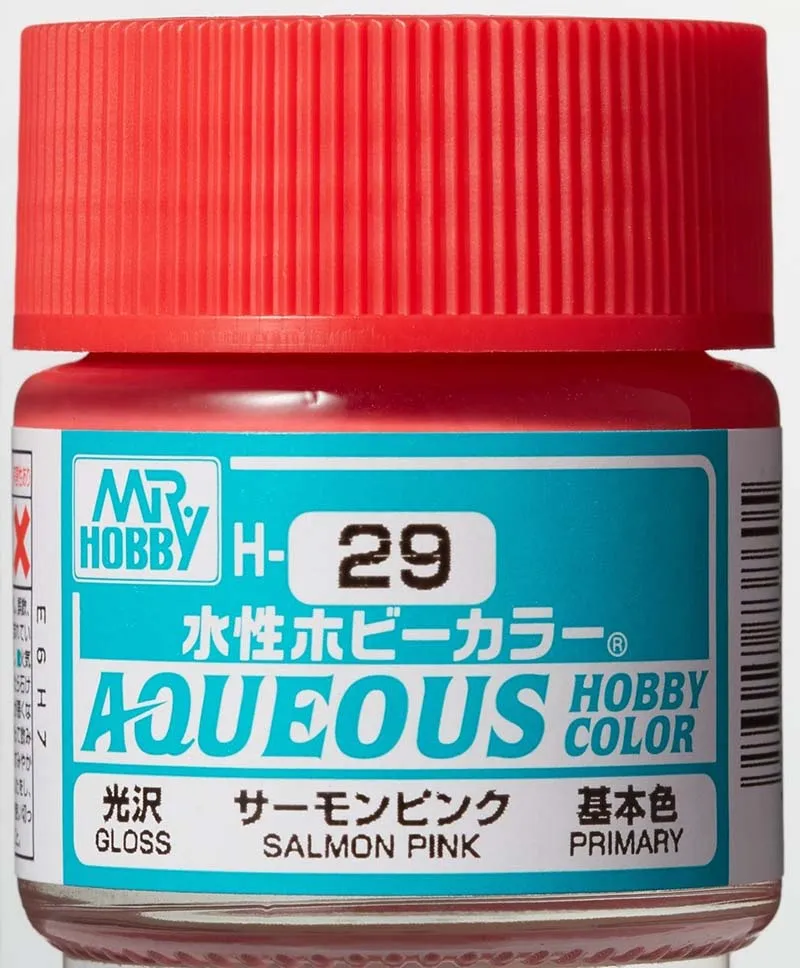 MR.
HOBBY
H-29
水性ホビーカラー®
AQUEOUS HOBBY
COLOR
光沢 サーモンピンク 基本色
GLOSS SALMON PINK PRIMARY
E6H7